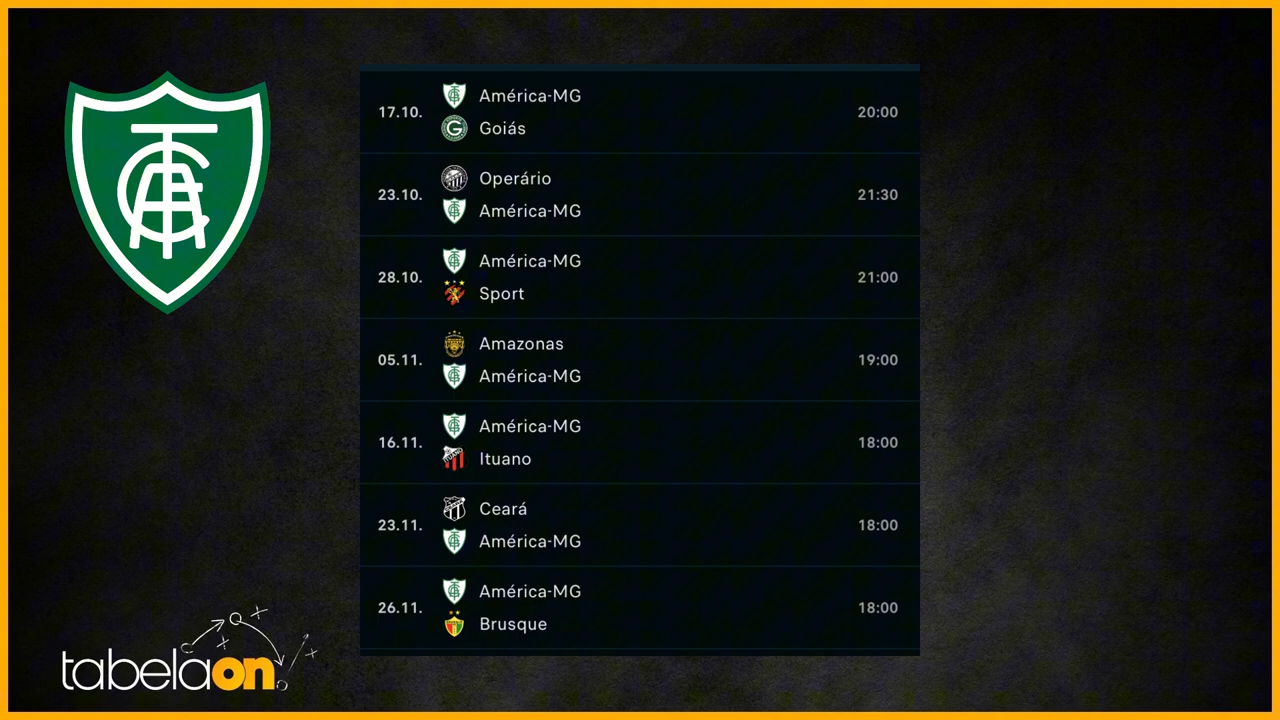 17.10.
América-MG
Goiás
20:00
23.10.
Operário
América-MG
21:30
28.10.
América-MG
Sport
21:00
05.11.
Amazonas
América-MG
19:00
16.11.
América-MG
Ituano
18:00
23.11.
Ceará
América-MG
18:00
26.11.
América-MG
Brusque
18:00
tabelaon